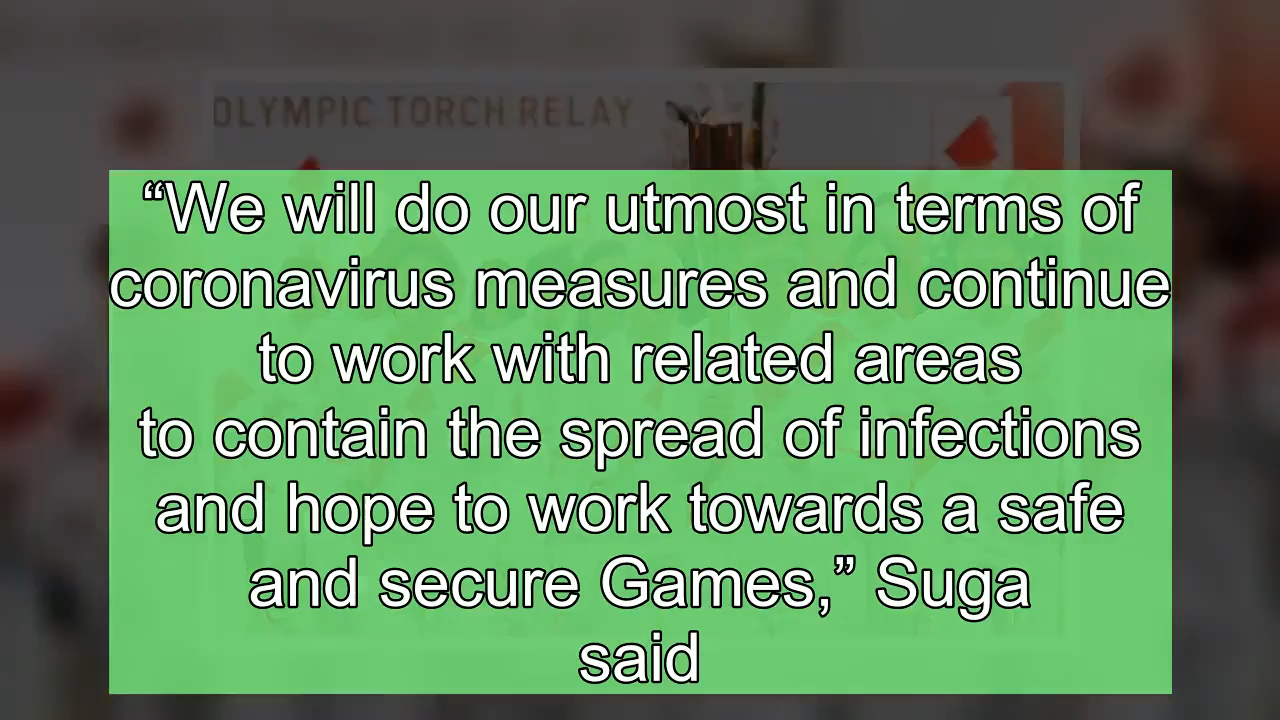 OLYMPIC TORCH RELAY
“We will do our utmost in terms of
coronavirus measures and continue
to work with related areas
to contain the spread of infections
and hope to work towards a safe
and secure Games,” Suga
said